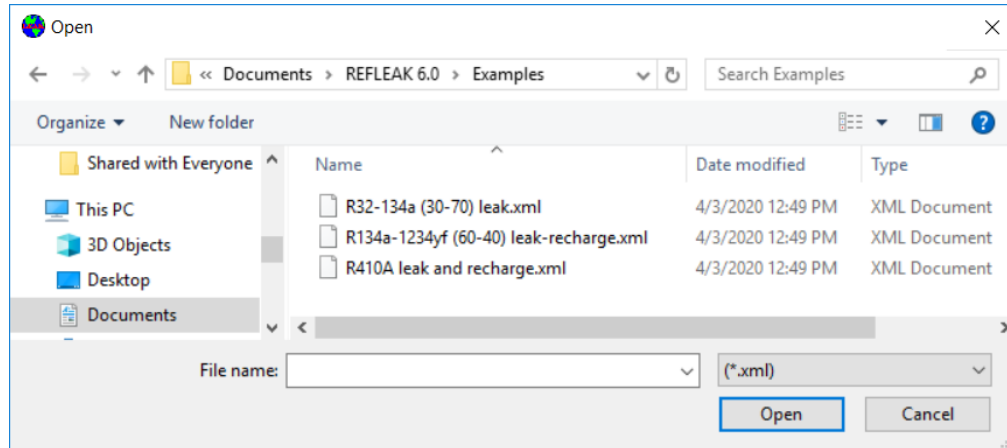 Open
« Documents > REFLEAK 6.0 > Examples
Search Examples
Organize
New folder
Shared with Everyone
This PC
3D Objects
Desktop
Documents
Name
Date modified
Type
R32-134a (30-70) leak.xml 4/3/2020 12:49 PM XML Document
R134a-1234yf (60-40) leak-recharge.xml 4/3/2020 12:49 PM XML Document
R410A leak and recharge.xml 4/3/2020 12:49 PM XML Document
File name:
(*.xml)
Open
Cancel